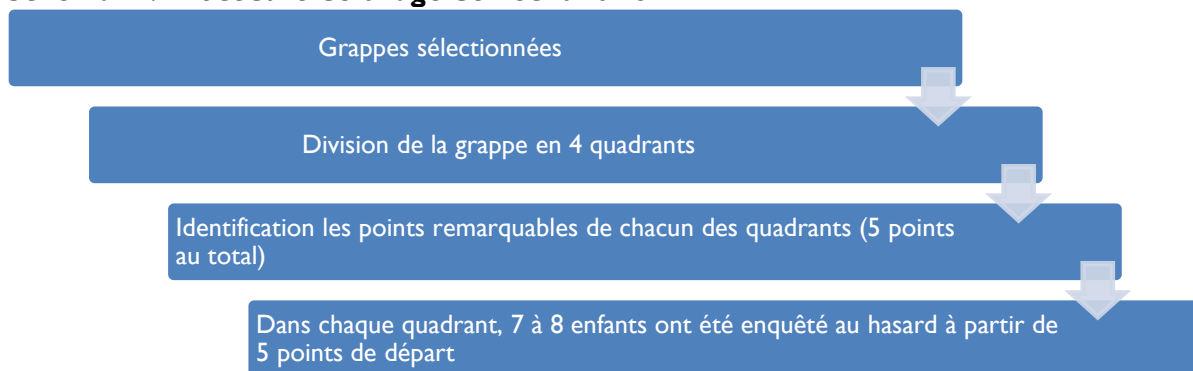 Grappes sélectionnées
Division de la grappe en 4 quadrants
Identification les points remarquables de chacun des quadrants (5 points
au total)
Dans chaque quadrant, 7 à 8 enfants ont été enquêté au hasard à partir de
5 points de départ